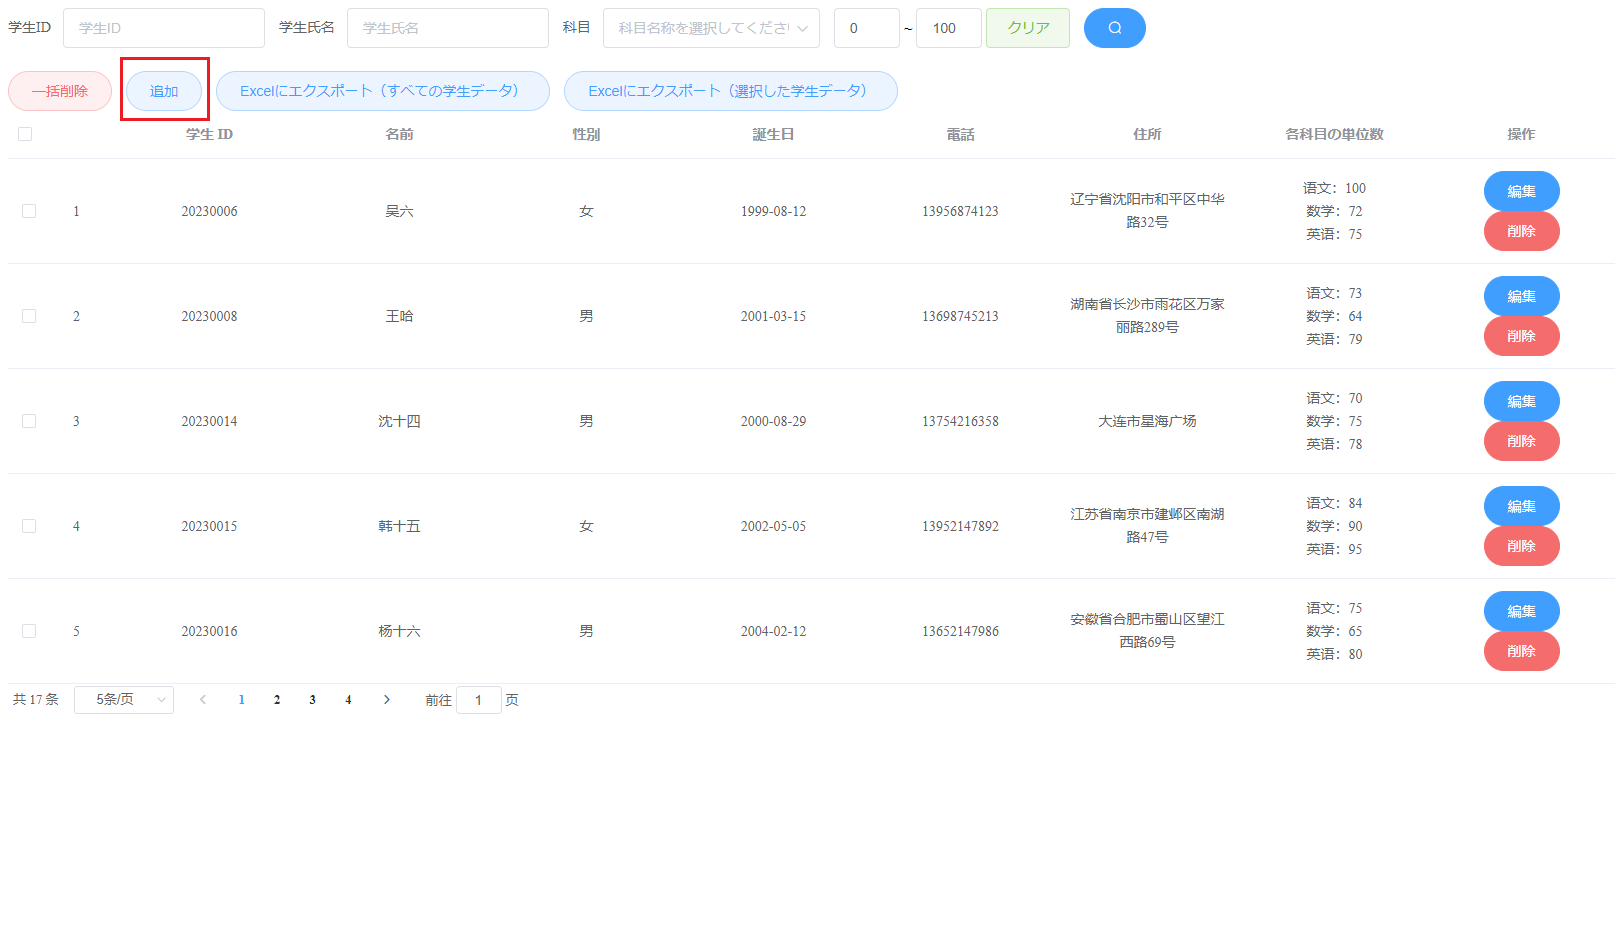 学生ID 学生ID 学生氏名 学生氏名 科目 科目名称を選択してくださ 0 ~ 100 クリア
一括削除 追加 Excelにエクスポート（すべての学生データ） Excelにエクスポート（選択した学生データ）
学生 ID 名前 性別 誕生日 電話 住所 各科目の単位数 操作
1 20230006 吴六 女 1999-08-12 13956874123 辽宁省沈阳市和平区中华
路32号
语文：100
数学：72
英语：75
編集
削除
2 20230008 王哈 男 2001-03-15 13698745213 湖南省长沙市雨花区万家
丽路289号
语文：73
数学：64
英语：79
編集
削除
3 20230014 沈十四 男 2000-08-29 13754216358 大连市星海广场
语文：70
数学：75
英语：78
編集
削除
4 20230015 韩十五 女 2002-05-05 13952147892 江苏省南京市建邺区南湖
路47号
语文：84
数学：90
英语：95
編集
削除
5 20230016 杨十六 男 2004-02-12 13652147986 安徽省合肥市蜀山区望江
西路69号
语文：75
数学：65
英语：80
編集
削除
共 17 条 5条/页 1 2 3 4 前往 1 页